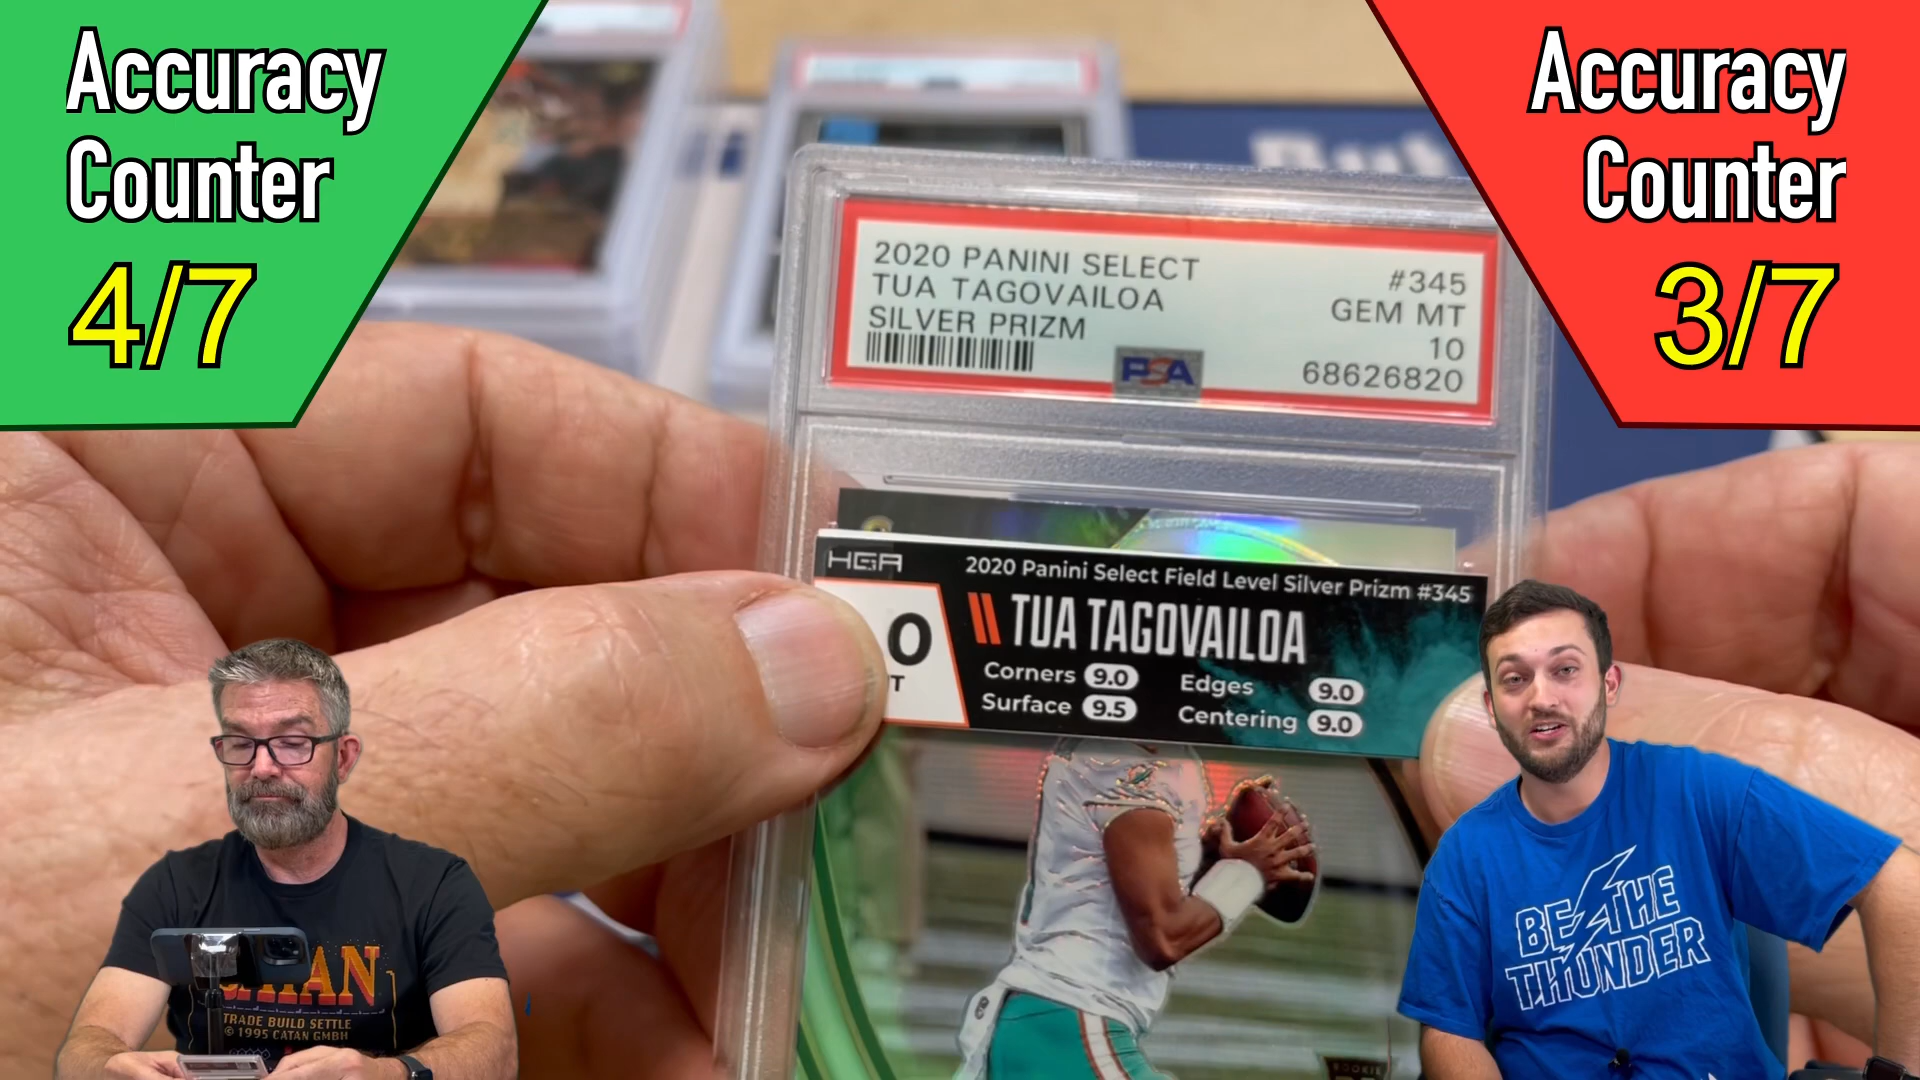 Accuracy
Counter
4/7
Accuracy
Counter
3/7
2020 PANINI SELECT
#345
TUA TAGOVAILOA
GEM MT
SILVER PRIZM
10
PSA
68626820
HGA
2020 Panini Select Field Level Silver Prizm #345
TUA TAGOVAILOA
Corners 9.0
Edges 9.0
Surface 9.5
Centering 9.0
TRADE BUILD SETTLE
© 1995 CATAN GMBH
BE THE
THUNDER
ROOKIE